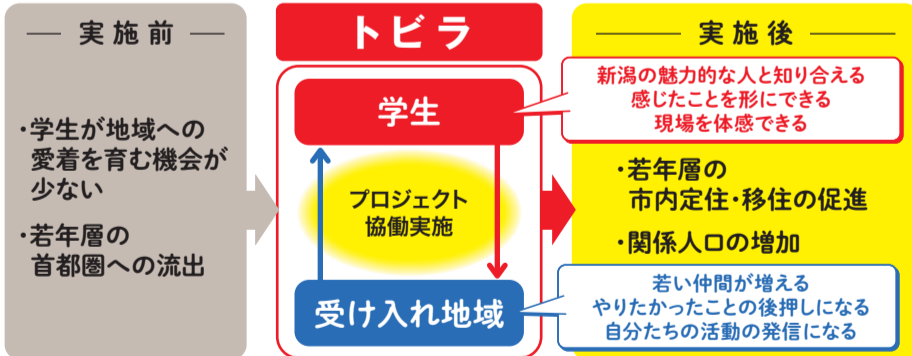 実施前
・学生が地域への
愛着を育む機会が
少ない
・若年層の
首都圏への流出
トビラ
学生
プロジェクト
協働実施
受け入れ地域
実施後
新潟の魅力的な人と知り合える
感じたことを形にできる
現場を体感できる
・若年層の
市内定住・移住の促進
・関係人口の増加
若い仲間が増える
やりたかったことの後押しになる
自分たちの活動の発信になる